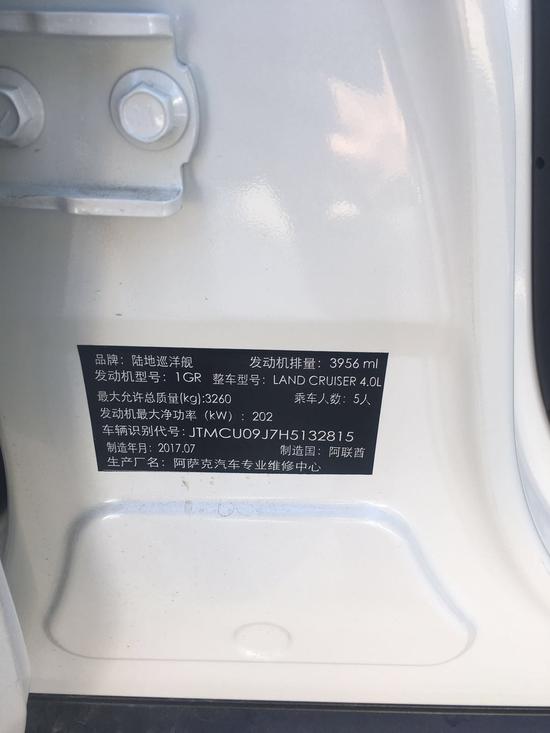 品牌：陆地巡洋舰 发动机排量：3956 ml
发动机型号：1GR 整车型号：LAND CRUISER 4.0L
最大允许总质量(kg):3260 乘车人数：5人
发动机最大净功率（kW）：202
车辆识别代号：JTMCU09J7H5132815
制造年月：2017.07 制造国：阿联酋
生产厂名：阿萨克汽车专业维修中心